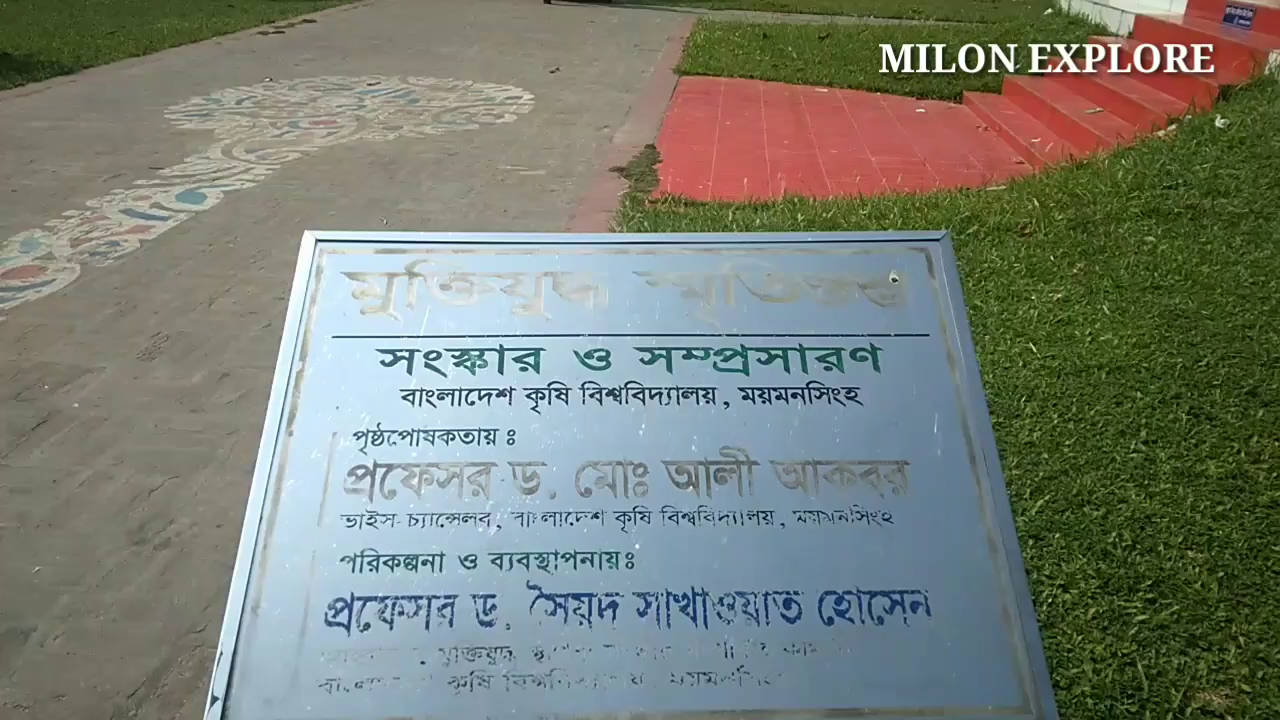 MILON EXPLORE
মুক্তিযুদ্ধ স্মৃতিস্তম্ভ
সংস্কার ও সম্প্রসারণ
বাংলাদেশ কৃষি বিশ্ববিদ্যালয়, ময়মনসিংহ
পৃষ্ঠপোষকতায় ঃ
প্রফেসর ড. মোঃ আলী আকবর
ভাইস-চ্যান্সেলর, বাংলাদেশ কৃষি বিশ্ববিদ্যালয়, ময়মনসিংহ
পরিকল্পনা ও ব্যবস্থাপনায়ঃ
প্রফেসর ড. সৈয়দ সাখাওয়াত হোসেন
মুক্তিযুদ্ধ
বাংলাদেশ কৃষি বিশ্ববিদ্যালয়, ময়মনসিংহ